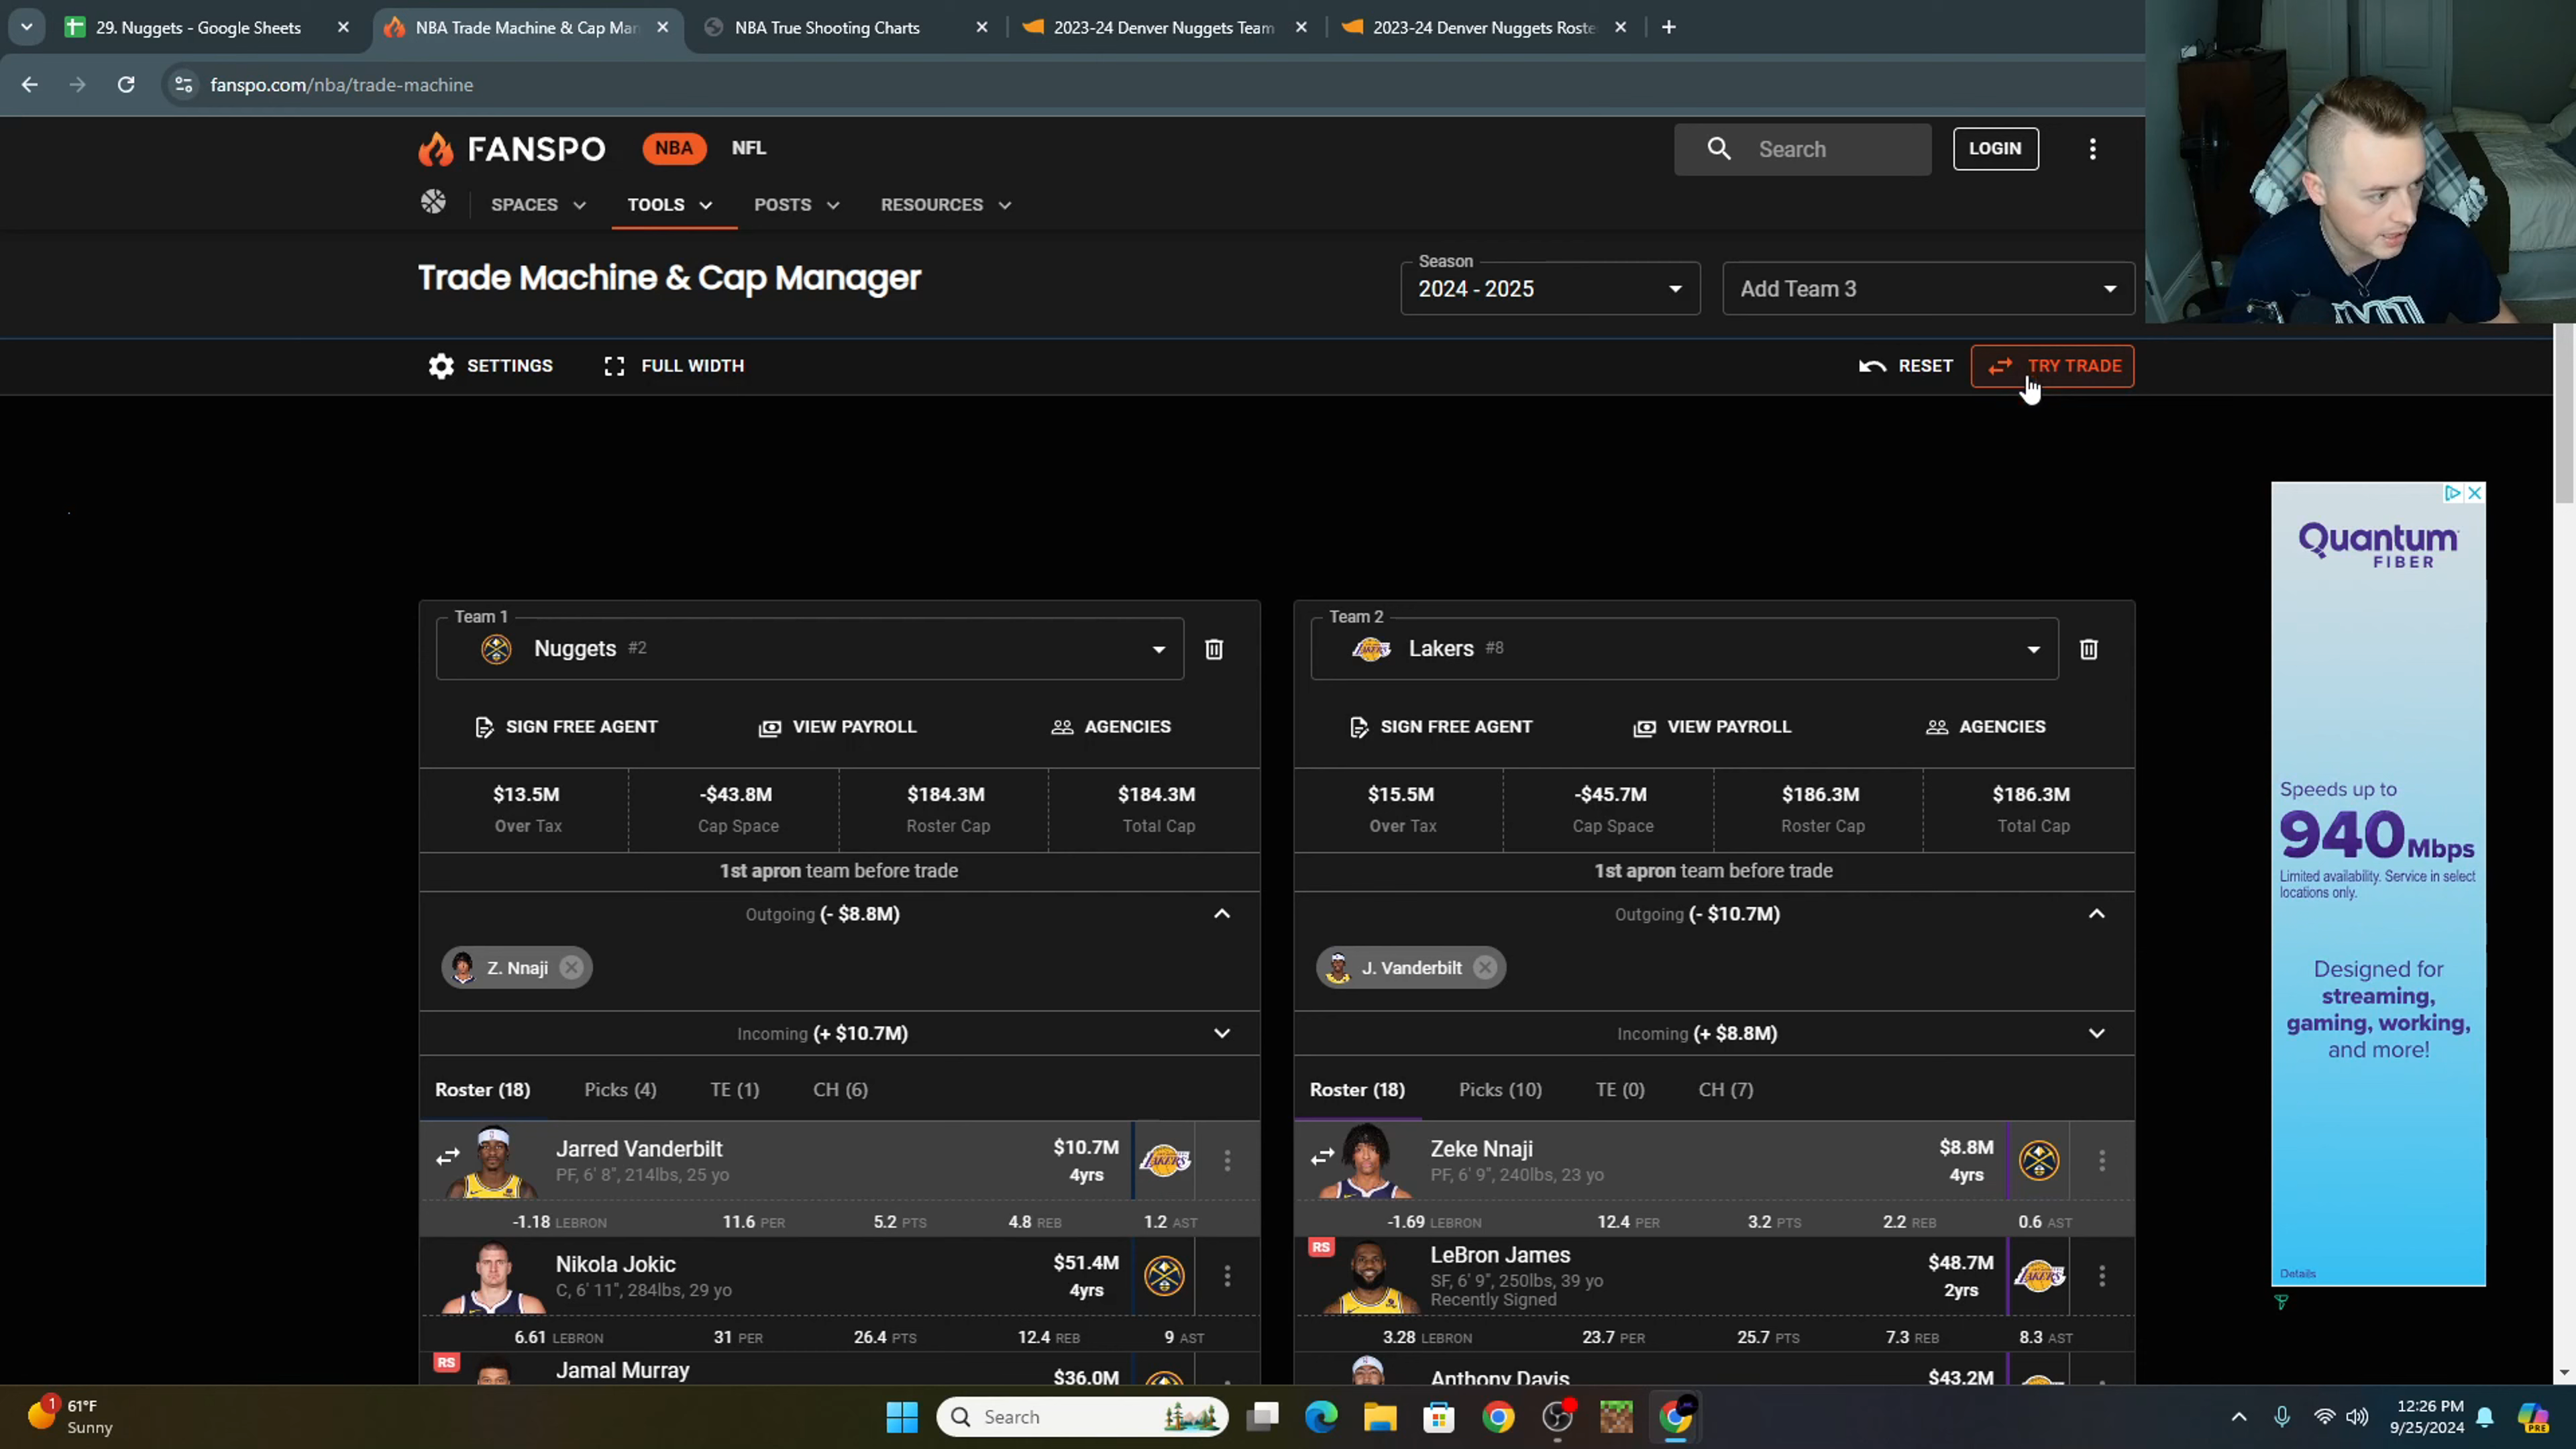 29. Nuggets - Google Sheets
NBA Trade Machine & Cap Man
NBA True Shooting Charts
2023-24 Denver Nuggets Team
2023-24 Denver Nuggets Roste
fanspo.com/nba/trade-machine
FANSPO
NBA
NFL
Search
LOGIN
SPACES
TOOLS
POSTS
RESOURCES
Trade Machine & Cap Manager
Season
2024 - 2025
Add Team 3
SETTINGS
FULL WIDTH
RESET
TRY TRADE
Team 1
Nuggets #2
SIGN FREE AGENT
VIEW PAYROLL
AGENCIES
$13.5M -$43.8M $184.3M $184.3M
Over Tax Cap Space Roster Cap Total Cap
1st apron team before trade
Outgoing (- $8.8M)
Z. Nnaji
Incoming (+ $10.7M)
Roster (18) Picks (4) TE (1) CH (6)
Jarred Vanderbilt $10.7M
PF, 6' 8", 214lbs, 25 yo 4yrs
-1.18 LEBRON 11.6 PER 5.2 PTS 4.8 REB 1.2 AST
Nikola Jokic $51.4M
C, 6' 11", 284lbs, 29 yo 4yrs
6.61 LEBRON 31 PER 26.4 PTS 12.4 REB 9 AST
RS
Jamal Murray $36.0M
Team 2
Lakers #8
SIGN FREE AGENT
VIEW PAYROLL
AGENCIES
$15.5M -$45.7M $186.3M $186.3M
Over Tax Cap Space Roster Cap Total Cap
1st apron team before trade
Outgoing (- $10.7M)
J. Vanderbilt
Incoming (+ $8.8M)
Roster (18) Picks (10) TE (0) CH (7)
Zeke Nnaji $8.8M
PF, 6' 9", 240lbs, 23 yo 4yrs
-1.69 LEBRON 12.4 PER 3.2 PTS 2.2 REB 0.6 AST
RS
LeBron James $48.7M
SF, 6' 9", 250lbs, 39 yo 2yrs
Recently Signed
3.28 LEBRON 23.7 PER 25.7 PTS 7.3 REB 8.3 AST
Anthony Davis $43.2M
Quantum
FIBER
Speeds up to
940 Mbps
Limited availability. Service in select
locations only.
Designed for
streaming,
gaming, working,
and more!
Details
1
61°F
Sunny
Search
12:26 PM
9/25/2024
PRE